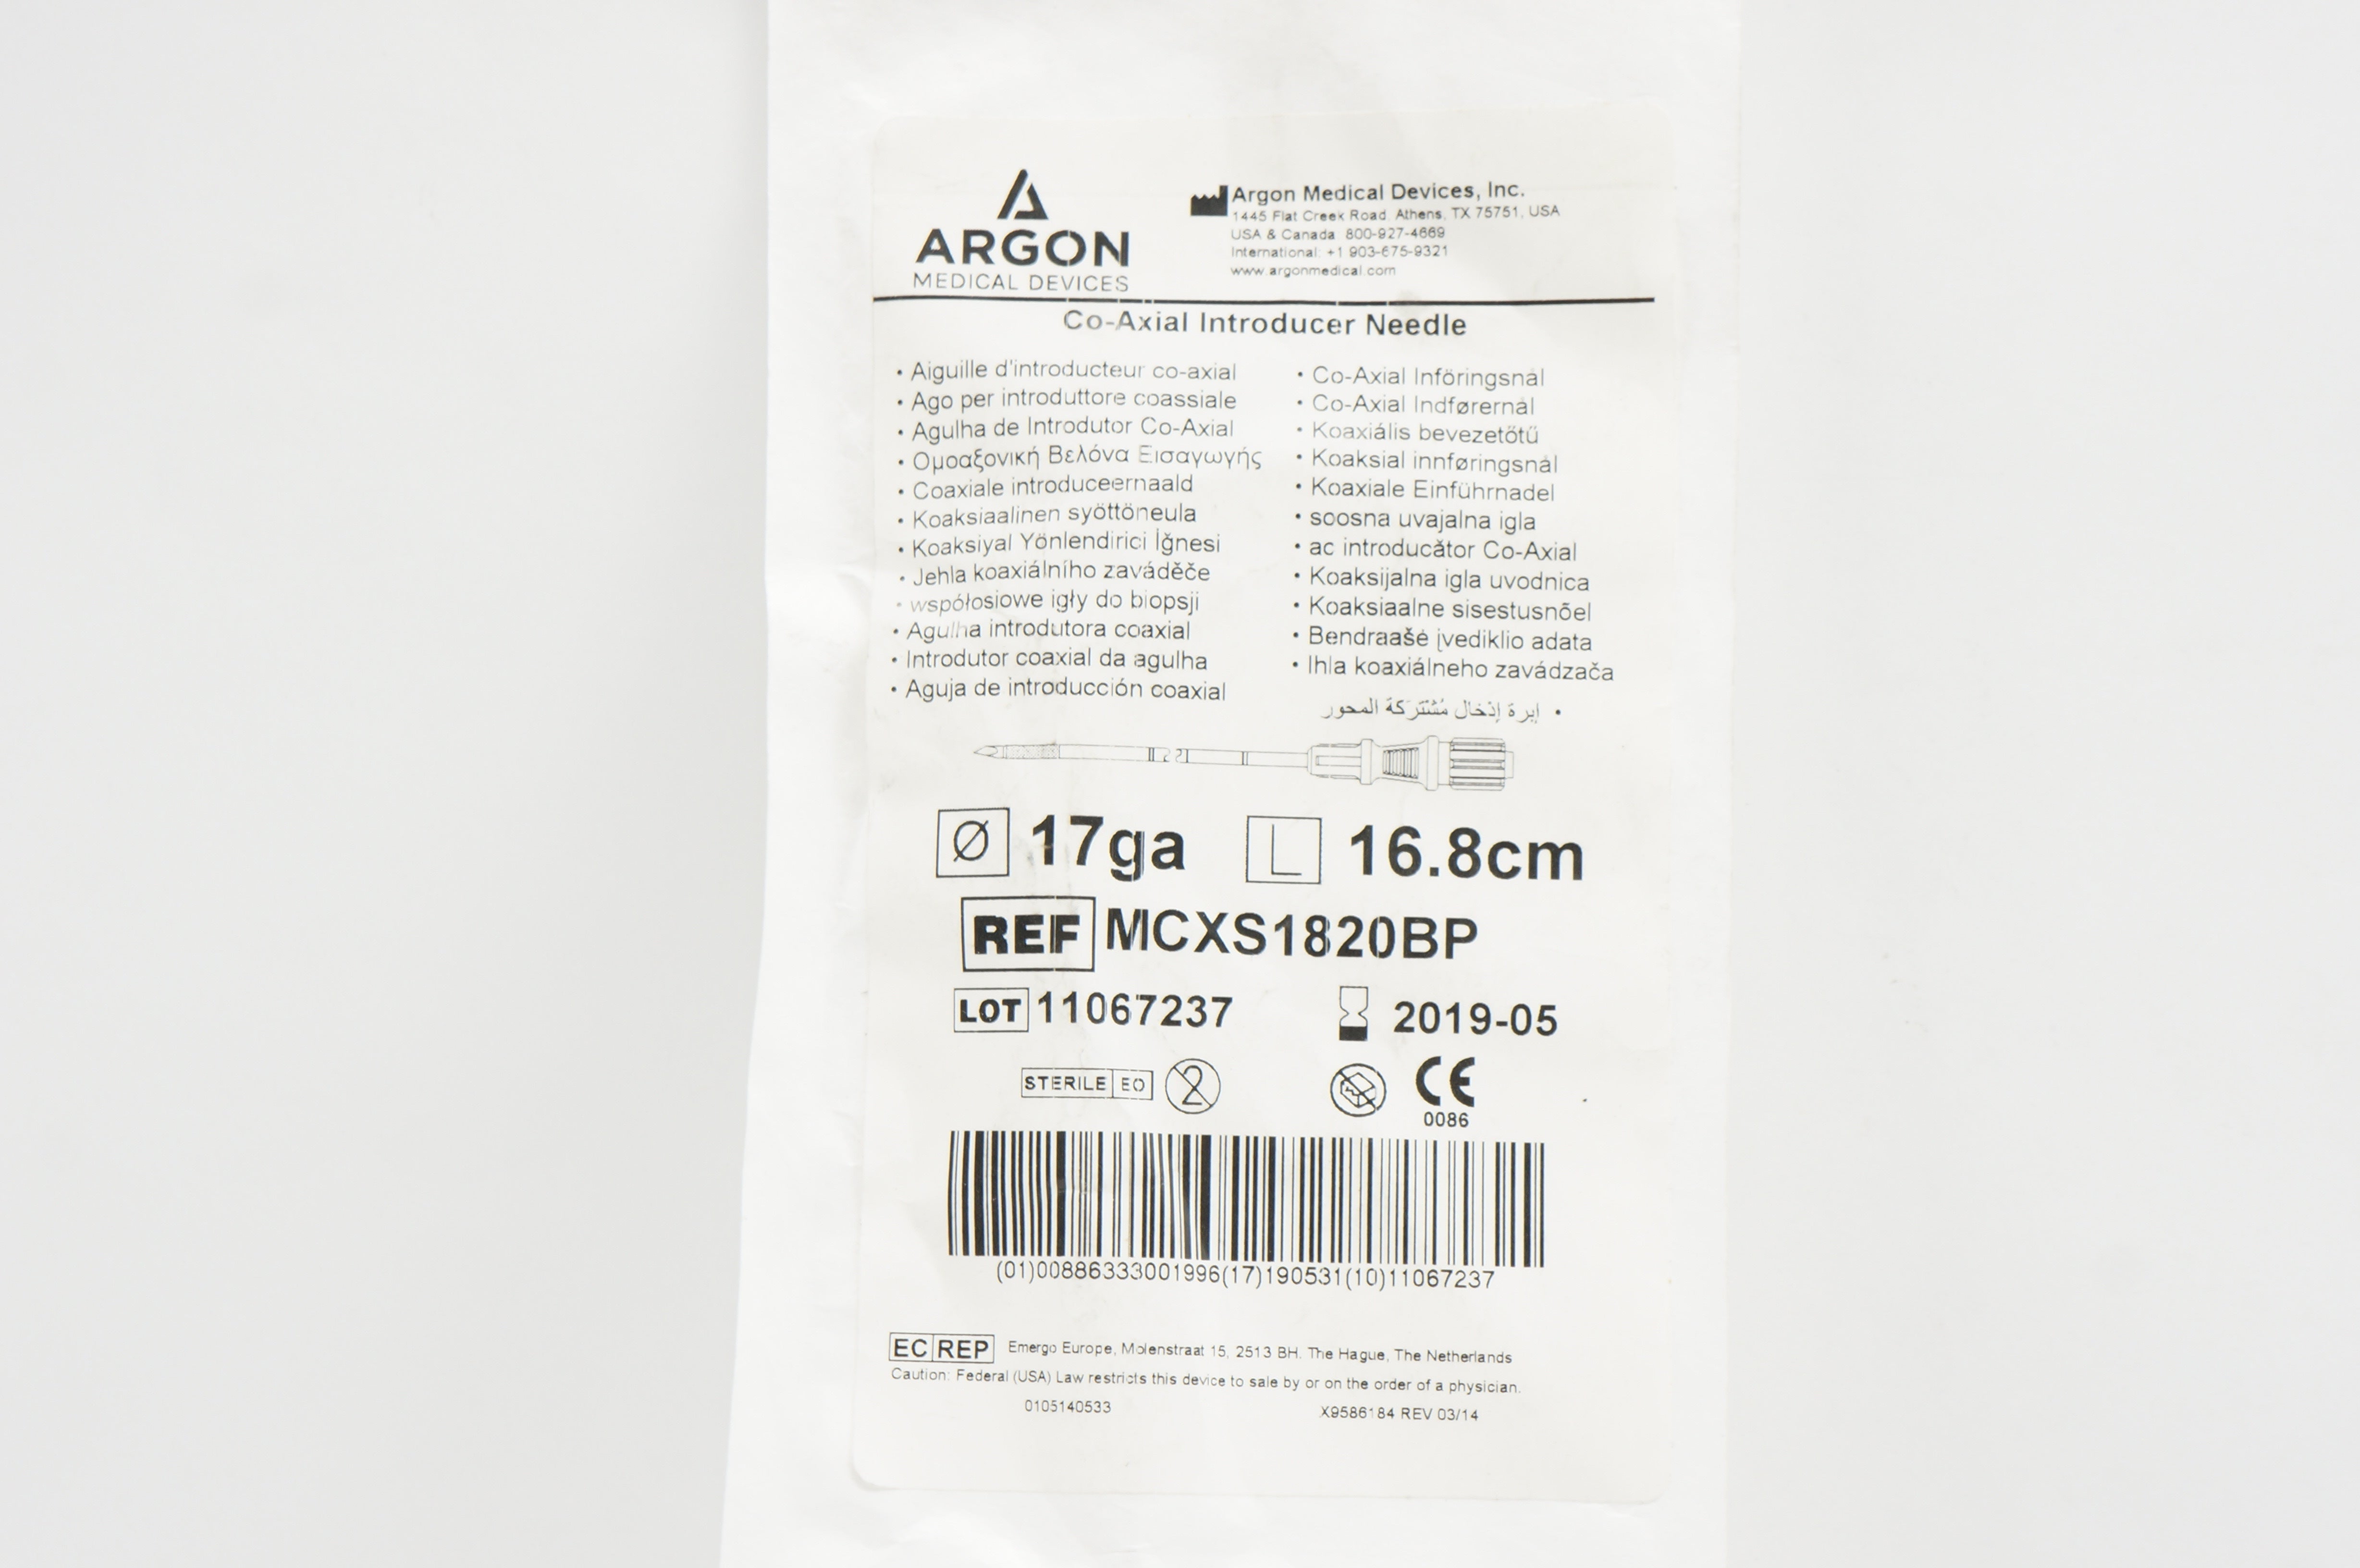 ARGON
MEDICAL DEVICES
Argon Medical Devices, Inc.
1445 Flat Creek Road. Athens, TX 75751, USA
USA & Canada 800-927-4669
International: +1 903-675-9321
www.argonmedical.com
Co-Axial Introducer Needle
• Aiguille d'introducteur co-axial
• Ago per introduttore coassiale
• Agulha de Introdutor Co-Axial
• Ομοαξονική Βελόνα Εισαγωγής
• Coaxiale introduceernaald
• Koaksiaalinen syöttöneula
• Koaksiyal Yönlendirici İğnesi
• Jehla koaxiálního zaváděče
• współosiowe igły do biopsji
• Agulha introdutora coaxial
• Introdutor coaxial da agulha
• Aguja de introducción coaxial
• Co-Axial Införingsnål
• Co-Axial Indførernål
• Koaxiális bevezetőtű
• Koaksial innføringsnål
• Koaxiale Einführnadel
• soosna uvajalna igla
• ac introducător Co-Axial
• Koaksijalna igla uvodnica
• Koaksiaalne sisestusnõel
• Bendraašė įvediklio adata
• Ihla koaxiálneho zavádzača
• إبرة إدخال مُشْتَرَكة المحور
Ø 17ga L 16.8cm
REF MCXS1820BP
LOT 11067237 2019-05
STERILE EO 2 CE
0086
(01)00886333001996(17)190531(10)11067237
EC REP Emergo Europe, Molenstraat 15, 2513 BH. The Hague, The Netherlands
Caution: Federal (USA) Law restricts this device to sale by or on the order of a physician.
0105140533 X9586184 REV 03/14